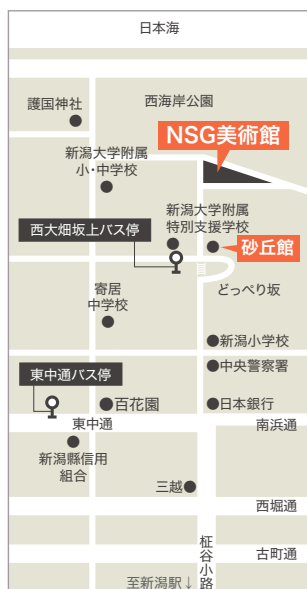 日本海
護国神社
西海岸公園
NSG美術館
新潟大学附属
小・中学校
新潟大学附属
特別支援学校
西大畑坂上バス停
砂丘館
どっぺり坂
寄居
中学校
新潟小学校
中央警察署
東中通バス停
百花園
日本銀行
東中通
南浜通
新潟縣信用
組合
三越
西堀通
柾谷小路
古町通
至新潟駅↓